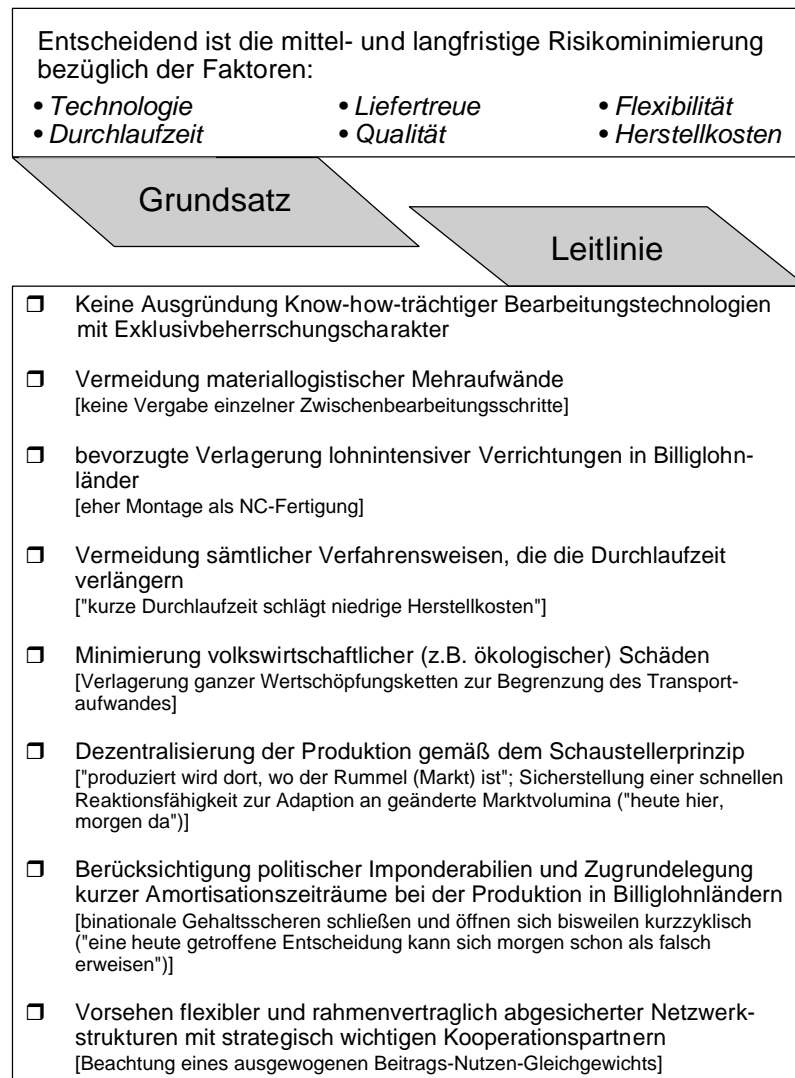 Entscheidend ist die mittel- und langfristige Risikominimierung
bezüglich der Faktoren:
• Technologie • Liefertreue • Flexibilität
• Durchlaufzeit • Qualität • Herstellkosten
Grundsatz
Leitlinie
❒ Keine Ausgründung Know-how-trächtiger Bearbeitungstechnologien
mit Exklusivbeherrschungscharakter
❒ Vermeidung materiallogistischer Mehraufwände
[keine Vergabe einzelner Zwischenbearbeitungsschritte]
❒ bevorzugte Verlagerung lohnintensiver Verrichtungen in Billiglohn-
länder
[eher Montage als NC-Fertigung]
❒ Vermeidung sämtlicher Verfahrensweisen, die die Durchlaufzeit
verlängern
["kurze Durchlaufzeit schlägt niedrige Herstellkosten"]
❒ Minimierung volkswirtschaftlicher (z.B. ökologischer) Schäden
[Verlagerung ganzer Wertschöpfungsketten zur Begrenzung des Transport-
aufwandes]
❒ Dezentralisierung der Produktion gemäß dem Schaustellerprinzip
["produziert wird dort, wo der Rummel (Markt) ist"; Sicherstellung einer schnellen
Reaktionsfähigkeit zur Adaption an geänderte Marktvolumina ("heute hier,
morgen da")]
❒ Berücksichtigung politischer Imponderabilien und Zugrundelegung
kurzer Amortisationszeiträume bei der Produktion in Billiglohnländern
[binationale Gehaltsscheren schließen und öffnen sich bisweilen kurzzyklisch
("eine heute getroffene Entscheidung kann sich morgen schon als falsch
erweisen")]
❒ Vorsehen flexibler und rahmenvertraglich abgesicherter Netzwerk-
strukturen mit strategisch wichtigen Kooperationspartnern
[Beachtung eines ausgewogenen Beitrags-Nutzen-Gleichgewichts]